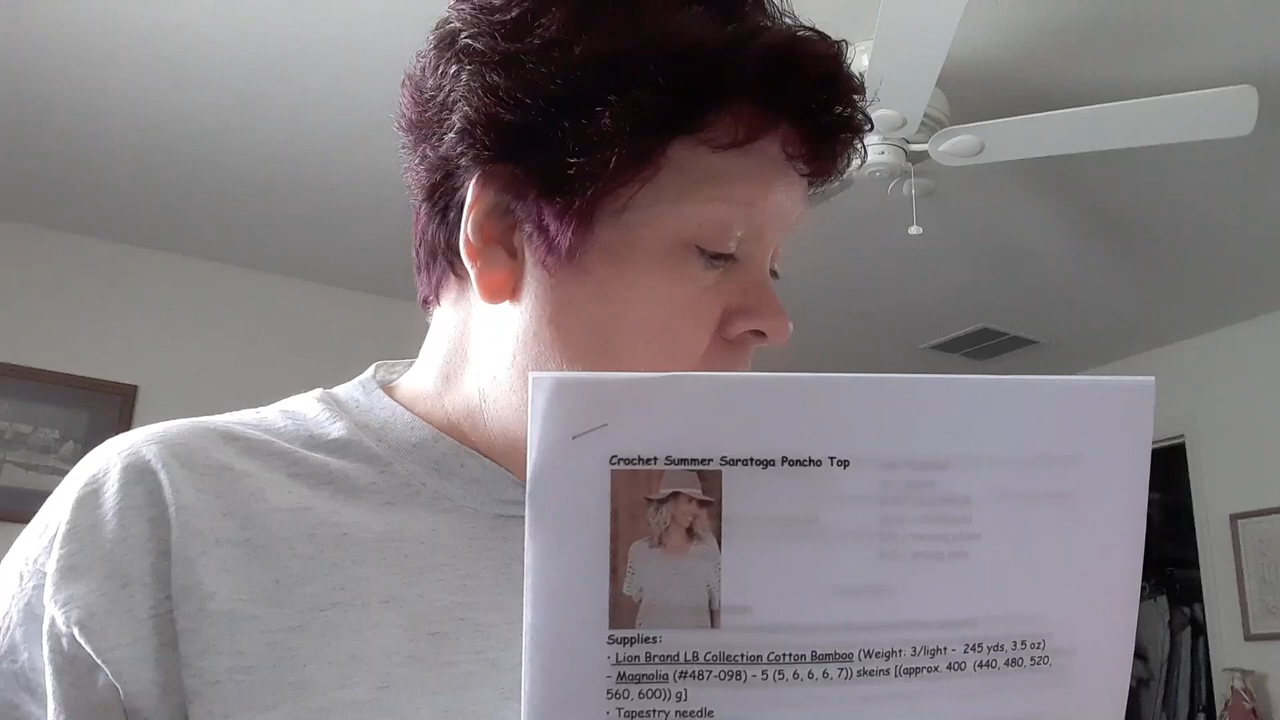 Crochet Summer Saratoga Poncho Top
Supplies:
· Lion Brand LB Collection Cotton Bamboo (Weight: 3/light - 245 yds, 3.5 oz)
- Magnolia (#487-098) - 5 (5, 6, 6, 6, 7)) skeins [(approx. 400 (440, 480, 520,
560, 600)) g]
· Tapestry needle